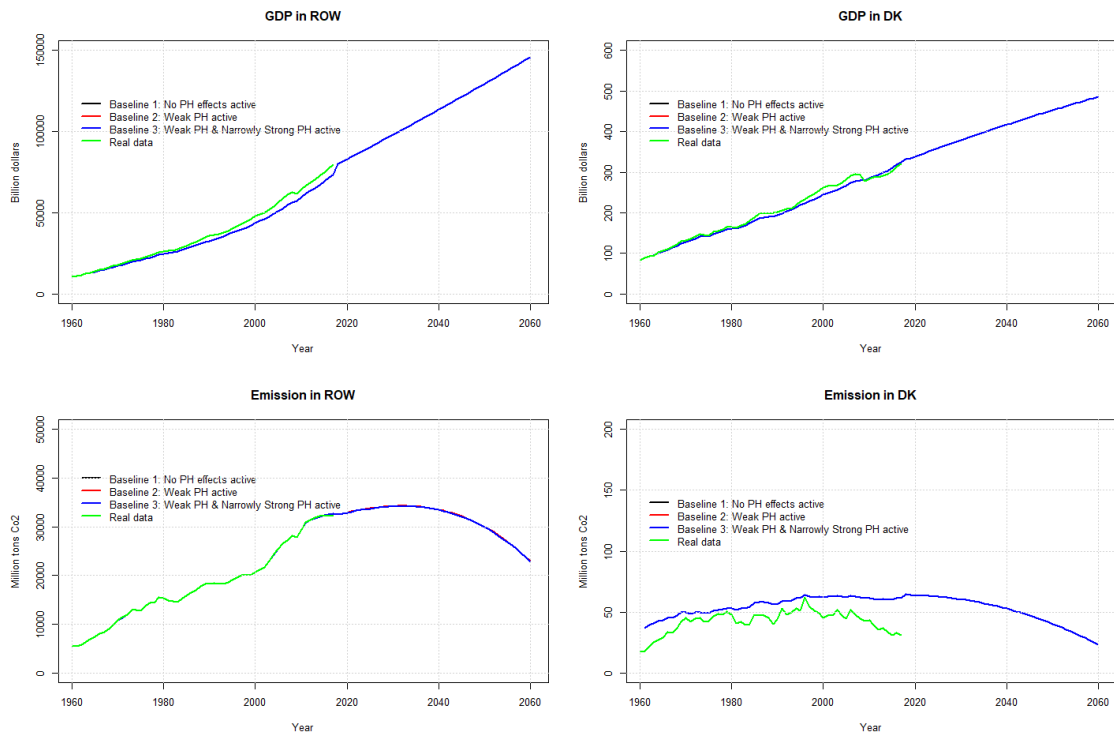 GDP in ROW
Billion dollars
150000
100000
50000
0
Baseline 1: No PH effects active
Baseline 2: Weak PH active
Baseline 3: Weak PH & Narrowly Strong PH active
Real data
1960 1980 2000 2020 2040 2060
Year
GDP in DK
Billion dollars
600
500
400
300
200
100
0
Baseline 1: No PH effects active
Baseline 2: Weak PH active
Baseline 3: Weak PH & Narrowly Strong PH active
Real data
1960 1980 2000 2020 2040 2060
Year
Emission in ROW
Million tons Co2
50000
40000
30000
20000
10000
0
Baseline 1: No PH effects active
Baseline 2: Weak PH active
Baseline 3: Weak PH & Narrowly Strong PH active
Real data
1960 1980 2000 2020 2040 2060
Year
Emission in DK
Million tons Co2
200
150
100
50
0
Baseline 1: No PH effects active
Baseline 2: Weak PH active
Baseline 3: Weak PH & Narrowly Strong PH active
Real data
1960 1980 2000 2020 2040 2060
Year